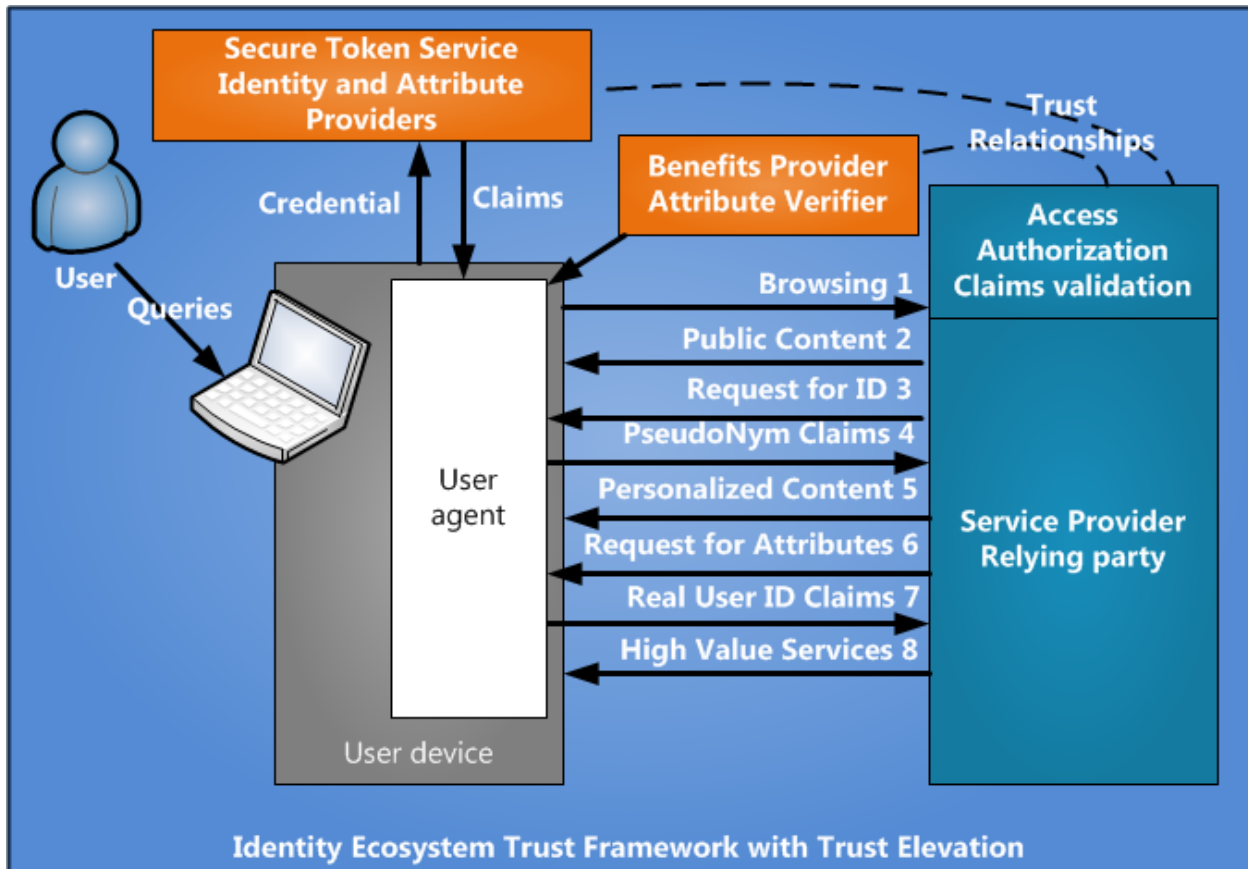 Secure Token Service
Identity and Attribute
Providers
Trust
Relationships
Benefits Provider
Attribute Verifier
Credential
Claims
Access
Authorization
Claims validation
User
Queries
Browsing 1
Public Content 2
Request for ID 3
PseudoNym Claims 4
Personalized Content 5
Request for Attributes 6
Real User ID Claims 7
High Value Services 8
User
agent
Service Provider
Relying party
User device
Identity Ecosystem Trust Framework with Trust Elevation